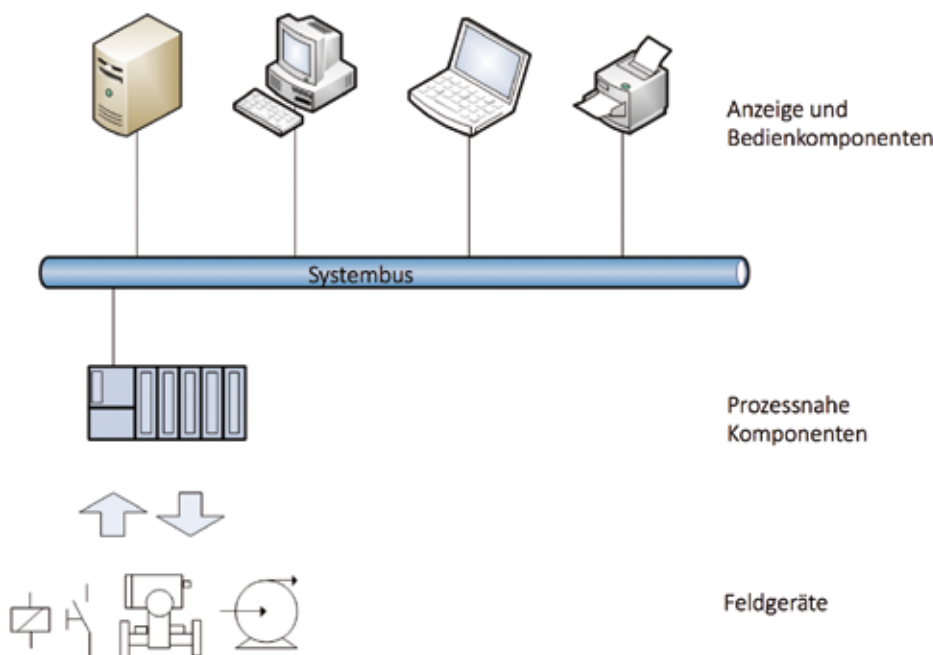 Anzeige und
Bedienkomponenten
Systembus
Prozessnahe
Komponenten
Feldgeräte